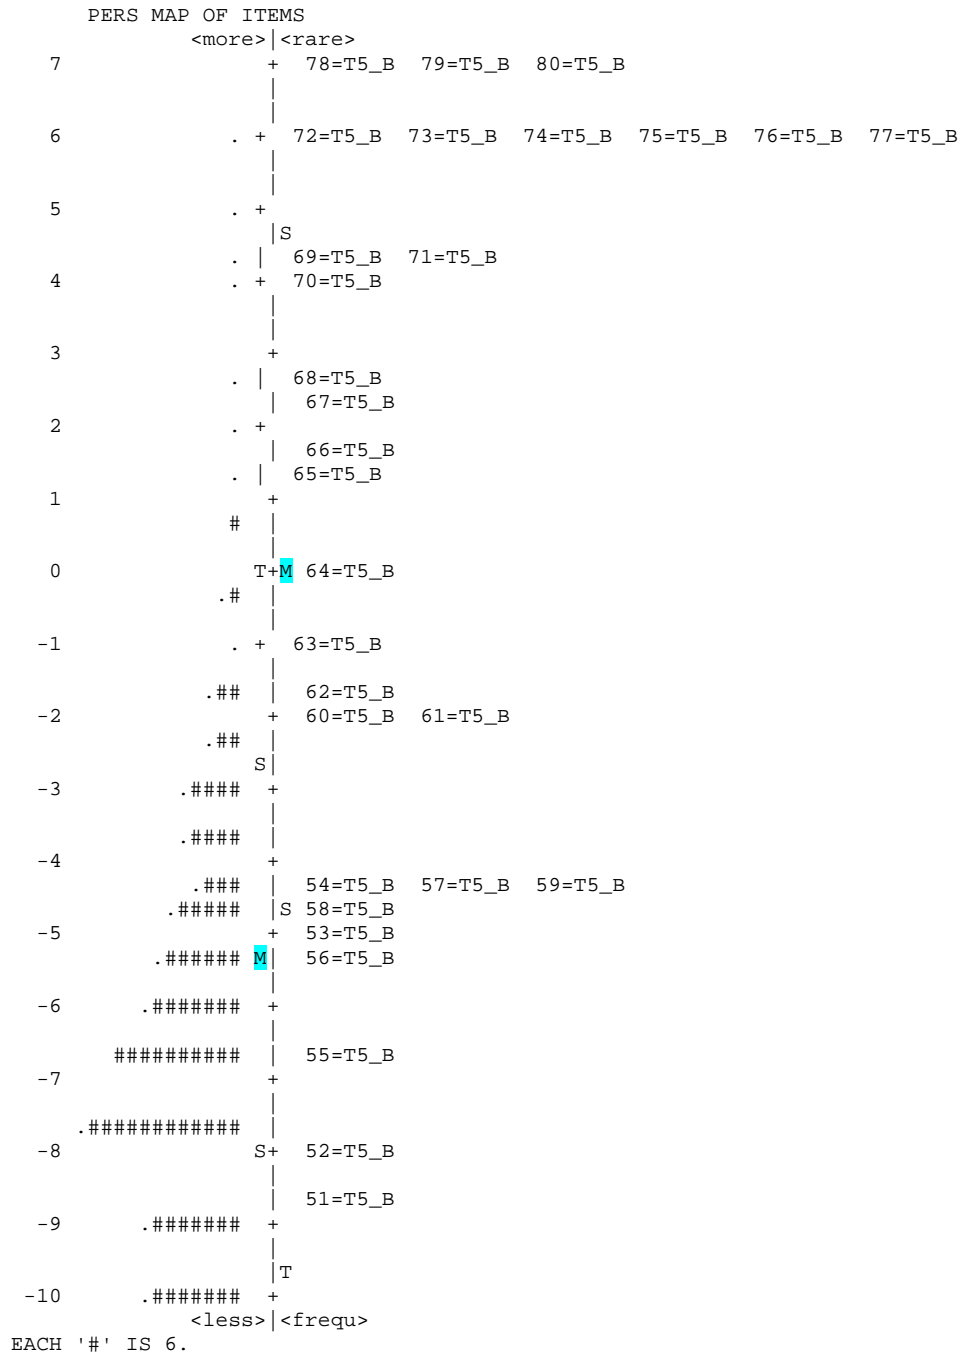 PERS MAP OF ITEMS
<more>|<rare>
7 + 78=T5_B 79=T5_B 80=T5_B
|
|
6 . + 72=T5_B 73=T5_B 74=T5_B 75=T5_B 76=T5_B 77=T5_B
|
|
5 . +
|S
. | 69=T5_B 71=T5_B
4 . + 70=T5_B
|
|
3 +
. | 68=T5_B
| 67=T5_B
2 . +
| 66=T5_B
. | 65=T5_B
1 +
# |
|
0 T+M 64=T5_B
.# |
|
-1 . + 63=T5_B
|
.## | 62=T5_B
-2 + 60=T5_B 61=T5_B
.## |
S|
-3 .#### +
|
.#### |
-4 +
.### | 54=T5_B 57=T5_B 59=T5_B
.##### |S 58=T5_B
-5 + 53=T5_B
.###### M| 56=T5_B
|
-6 .####### +
|
########## | 55=T5_B
-7 +
|
.############ |
-8 S+ 52=T5_B
|
| 51=T5_B
-9 .####### +
|
|T
-10 .####### +
<less>|<frequ>
EACH '#' IS 6.